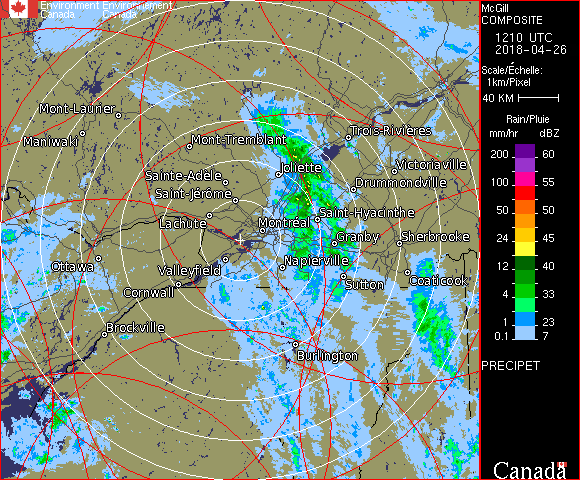 Environment Environnement
Canada Canada
McGill
COMPOSITE
1210 UTC
2018-04-26
Scale/Échelle:
1km/Pixel
40 KM
Rain/Pluie
mm/hr dBZ
200 60
150 57
100 55
50 50
24 45
12 40
4 33
1 23
0.1 7
PRECIPET
Canada
Mont-Laurier
Maniwaki
Mont-Tremblant
Trois-Rivières
Victoriaville
Joliette
Sainte-Adèle
Drummondville
Saint-Jérôme
Saint-Hyacinthe
Lachute
Montréal
Granby
Sherbrooke
Ottawa
Valleyfield
Napierville
Cornwall
Sutton
Coaticook
Brockville
Burlington